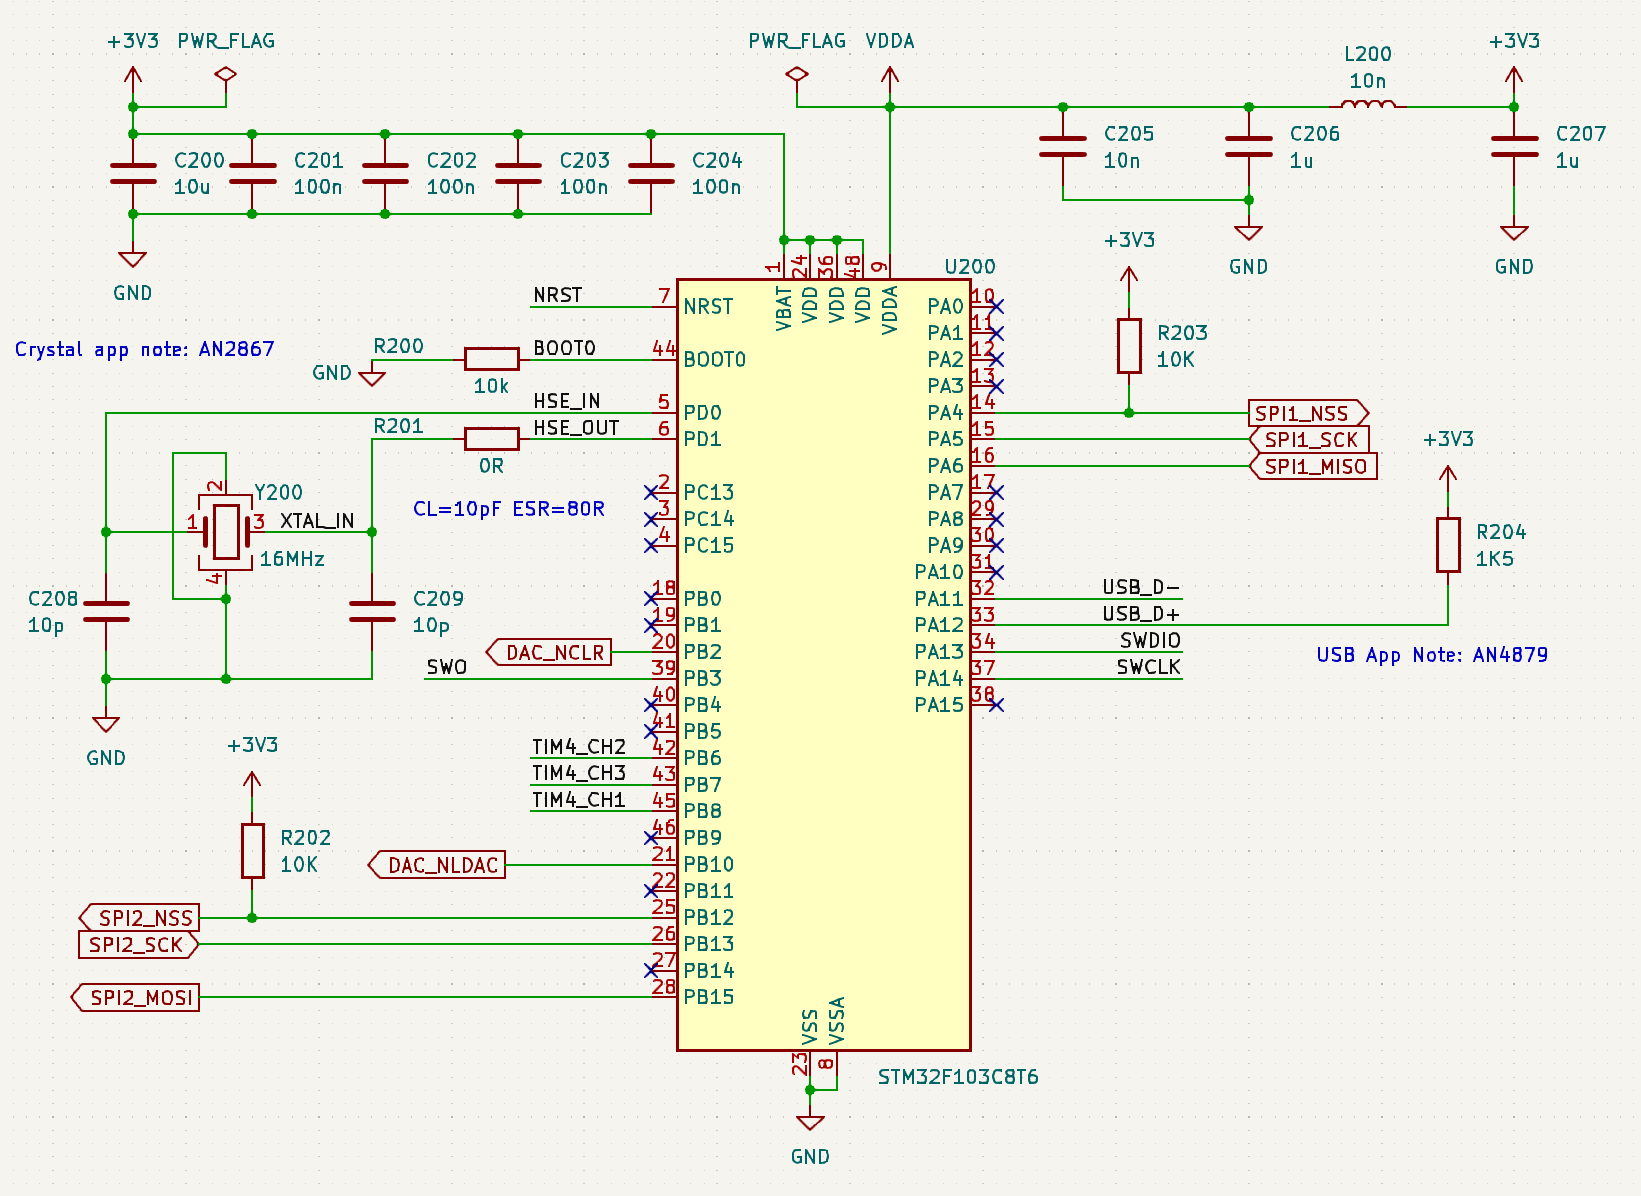 +3V3 PWR_FLAG
PWR_FLAG VDDA
L200
10n
+3V3
C200
10u
C201
100n
C202
100n
C203
100n
C204
100n
C205
10n
C206
1u
C207
1u
GND
GND
GND
+3V3
R203
10K
U200
1
24
36
48
9
VBAT
VDD
VDD
VDD
VDDA
NRST 7 NRST
Crystal app note: AN2867
R200
10k
GND
BOOT0 44 BOOT0
HSE_IN 5 PD0
R201
0R
HSE_OUT 6 PD1
Y200
16MHz
1
2
3
4
XTAL_IN
CL=10pF ESR=80R
C208
10p
C209
10p
GND
2 PC13
3 PC14
4 PC15
18 PB0
19 PB1
DAC_NCLR 20 PB2
SWO 39 PB3
40 PB4
41 PB5
TIM4_CH2 42 PB6
TIM4_CH3 43 PB7
TIM4_CH1 45 PB8
46 PB9
DAC_NLDAC 21 PB10
22 PB11
+3V3
R202
10K
SPI2_NSS 25 PB12
SPI2_SCK 26 PB13
27 PB14
SPI2_MOSI 28 PB15
PA0 10
PA1 11
PA2 12
PA3 13
PA4 14 SPI1_NSS
PA5 15 SPI1_SCK
PA6 16 SPI1_MISO
PA7 17
PA8 29
PA9 30
PA10 31
PA11 32 USB_D-
PA12 33 USB_D+
PA13 34 SWDIO
PA14 37 SWCLK
PA15 38
+3V3
R204
1K5
USB App Note: AN4879
VSS
VSSA
23
8
STM32F103C8T6
GND